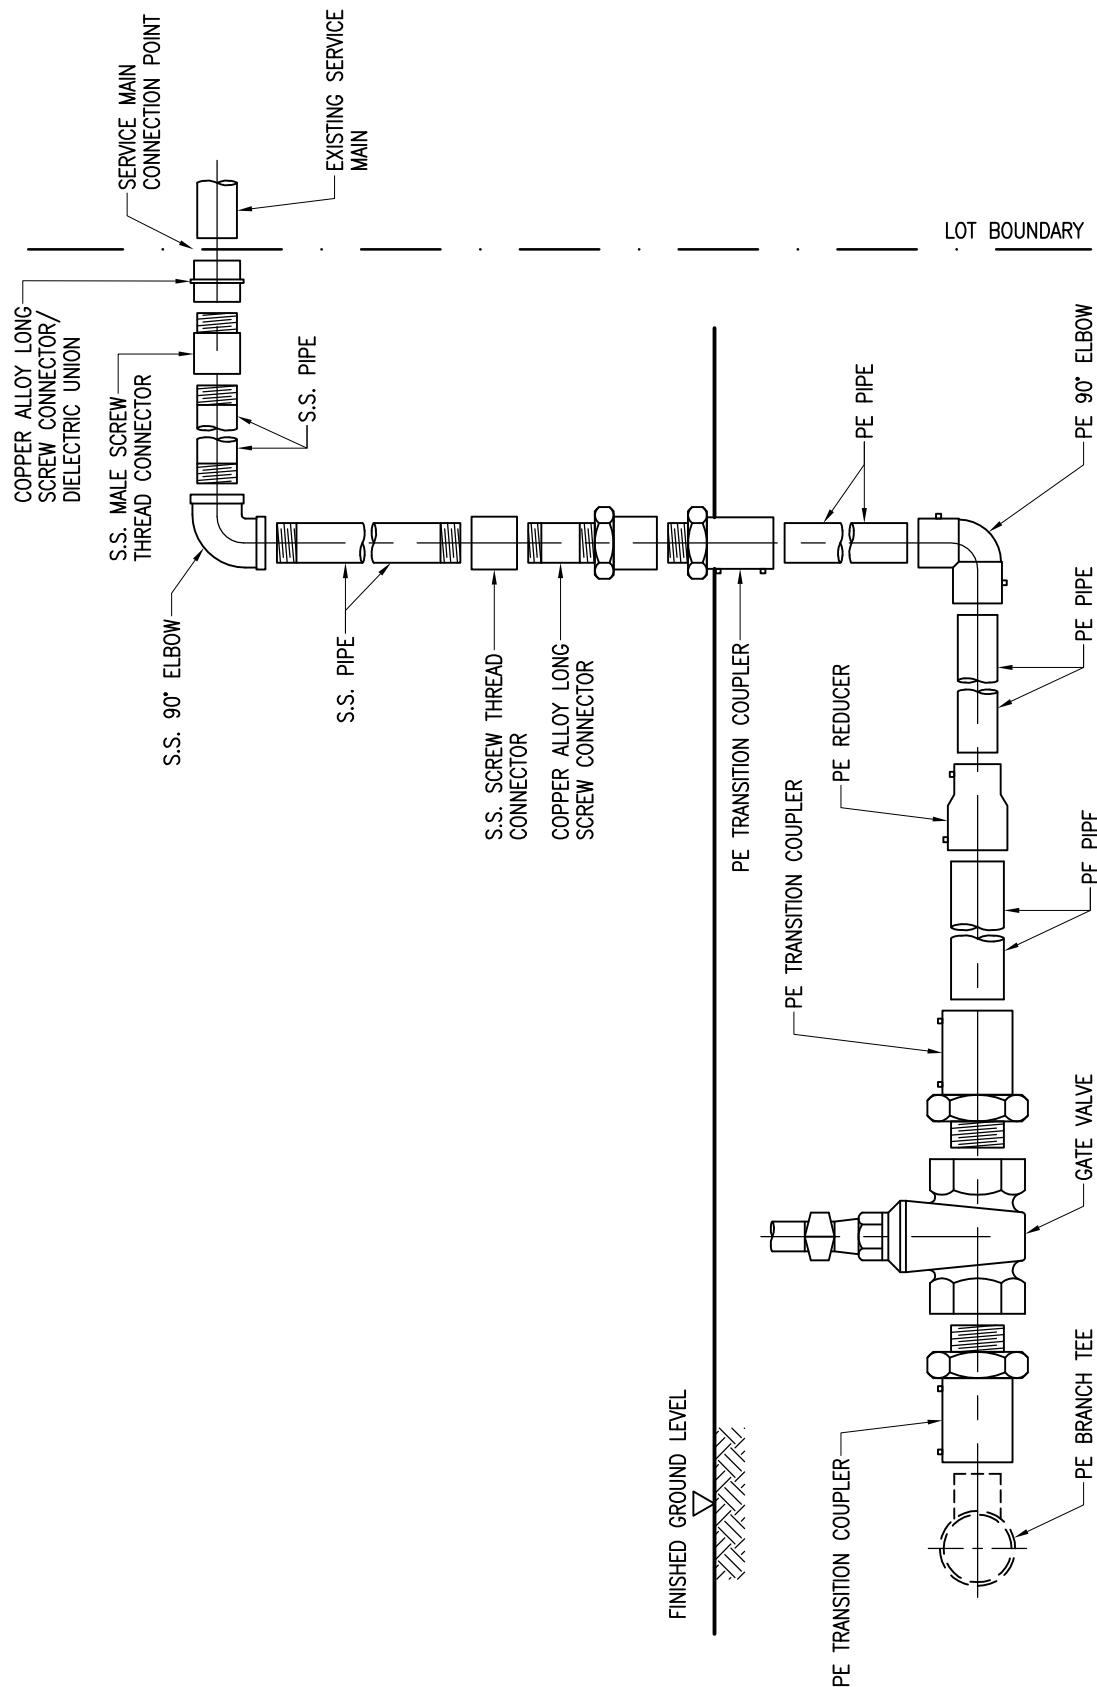 SERVICE MAIN
CONNECTION POINT
EXISTING SERVICE
MAIN
LOT BOUNDARY
COPPER ALLOY LONG
SCREW CONNECTOR/
DIELECTRIC UNION
S.S. MALE SCREW
THREAD CONNECTOR
S.S. PIPE
S.S. 90° ELBOW
S.S. PIPE
S.S. SCREW THREAD
CONNECTOR
COPPER ALLOY LONG
SCREW CONNECTOR
PE TRANSITION COUPLER
PE PIPE
PE 90° ELBOW
PE PIPE
PE REDUCER
PE TRANSITION COUPLER
PE PIPE
GATE VALVE
FINISHED GROUND LEVEL
PE TRANSITION COUPLER
PE BRANCH TEE